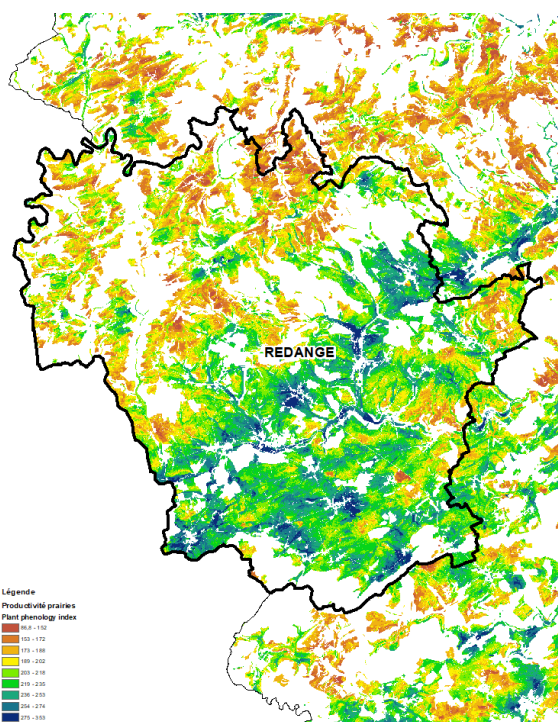 REDANGE
Légende
Productivité prairies
Plant phenology index
86,8 - 152
153 - 172
173 - 188
189 - 202
203 - 218
219 - 235
236 - 253
254 - 274
275 - 353